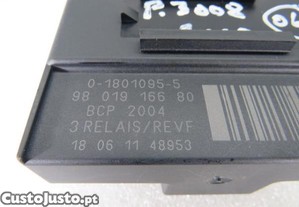 P. 3008
0-1801095-5
98 019 166 80
BCP 2004
3 RELAIS/REVF
18 06 11 48953
CustoJusto.pt